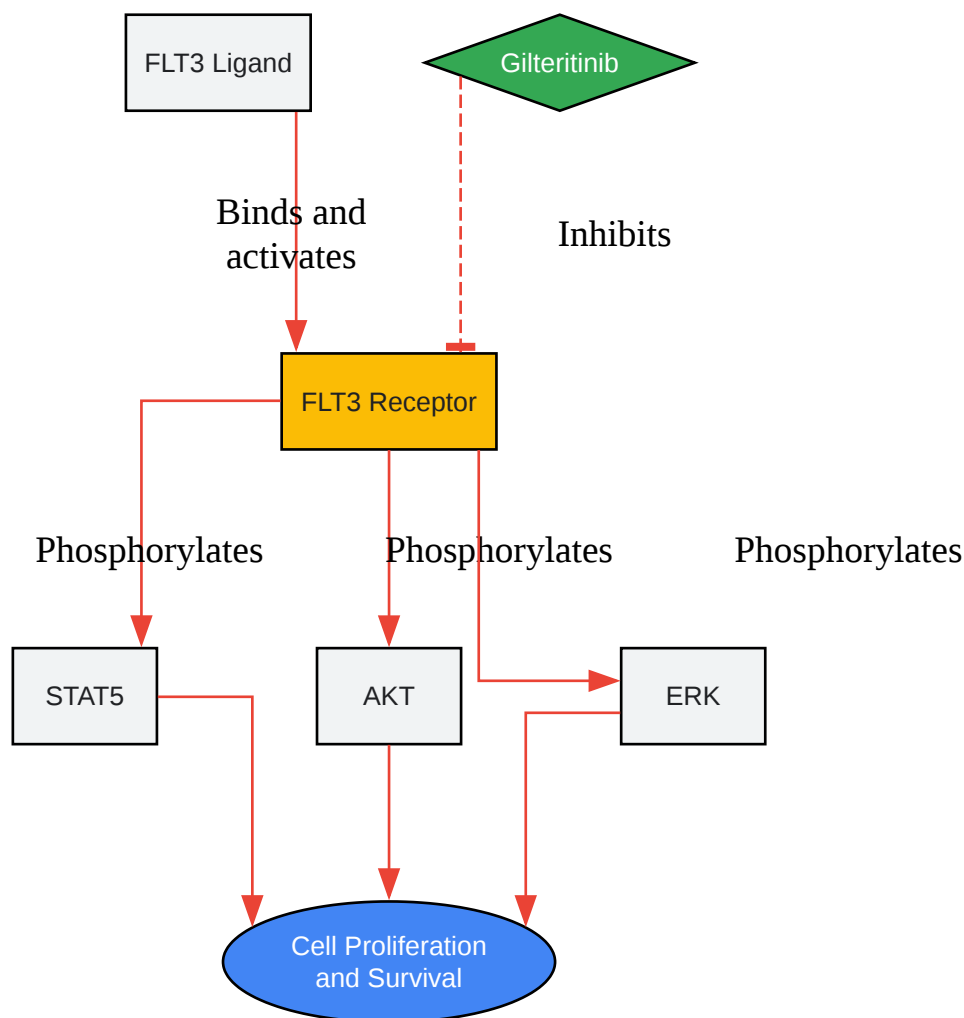 FLT3 Ligand
Gilteritinib
Binds and
activates
Inhibits
FLT3 Receptor
Phosphorylates
Phosphorylates
Phosphorylates
STAT5
AKT
ERK
Cell Proliferation
and Survival